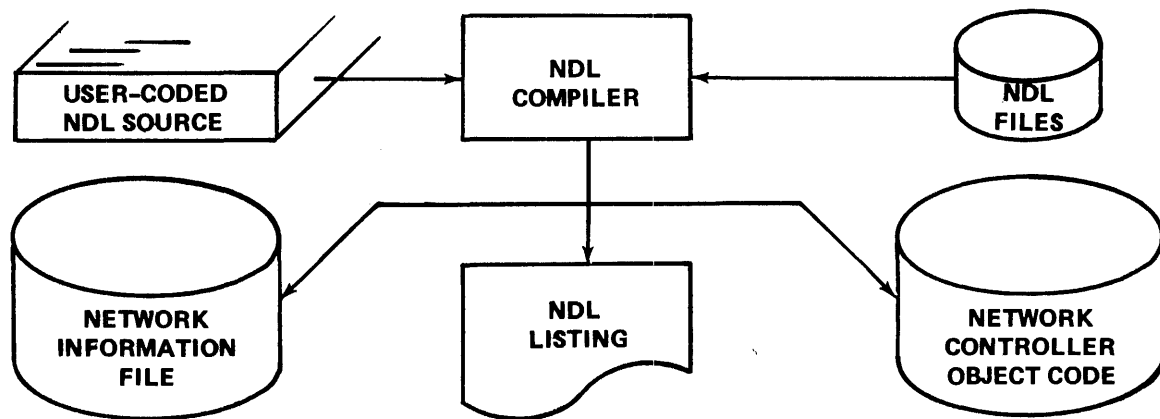 USER-CODED
NDL SOURCE
NDL
COMPILER
NDL
FILES
NETWORK
INFORMATION
FILE
NDL
LISTING
NETWORK
CONTROLLER
OBJECT CODE